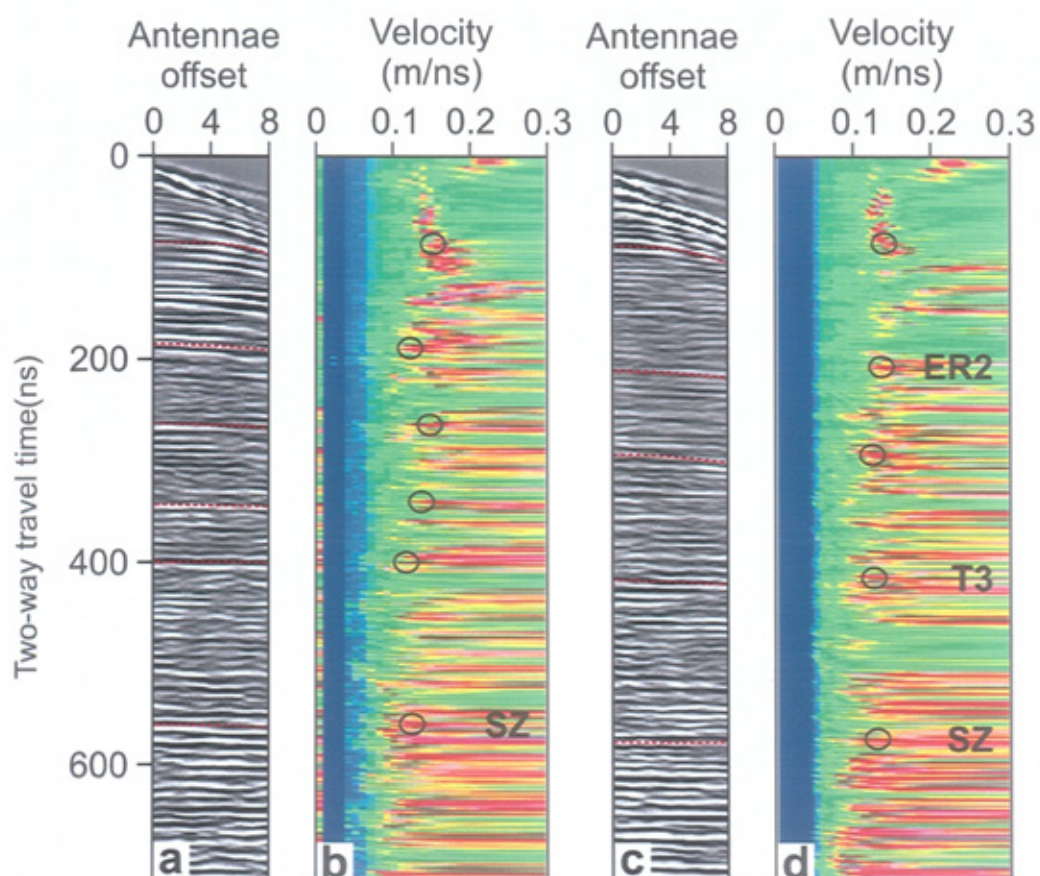 Antennae offset
Velocity (m/ns)
Antennae offset
Velocity (m/ns)
0 4 8
0 0.1 0.2 0.3
0 4 8
0 0.1 0.2 0.3
Two-way travel time(ns)
0
200
400
600
ER2
T3
SZ
SZ
a
b
c
d